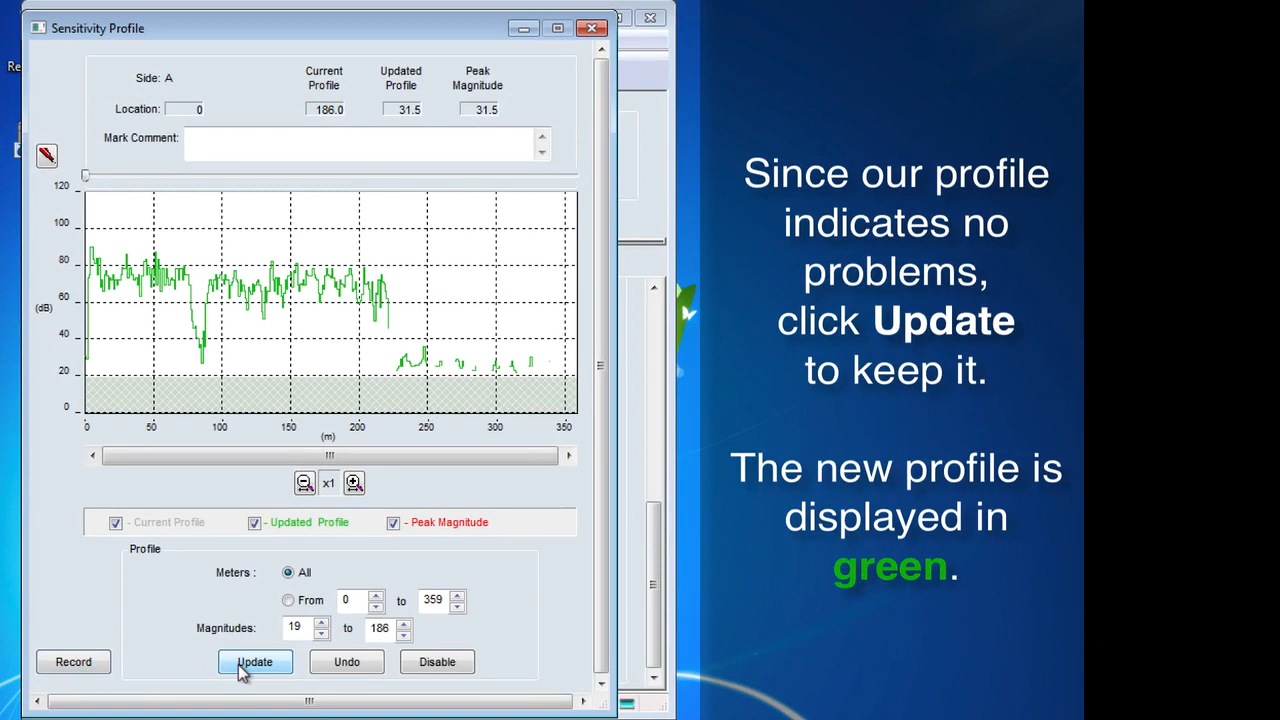 Sensitivity Profile
Re
Side: A
Current Profile
Updated Profile
Peak Magnitude
Location: 0
186.0
31.5
31.5
Mark Comment:
120
100
80
60
(dB)
40
20
0
0 50 100 150 200 250 300 350
(m)
x1
- Current Profile
- Updated Profile
- Peak Magnitude
Profile
Meters :
All
From 0 to 359
Magnitudes: 19 to 186
Record
Update
Undo
Disable
Since our profile
indicates no
problems,
click Update
to keep it.
The new profile is
displayed in
green.